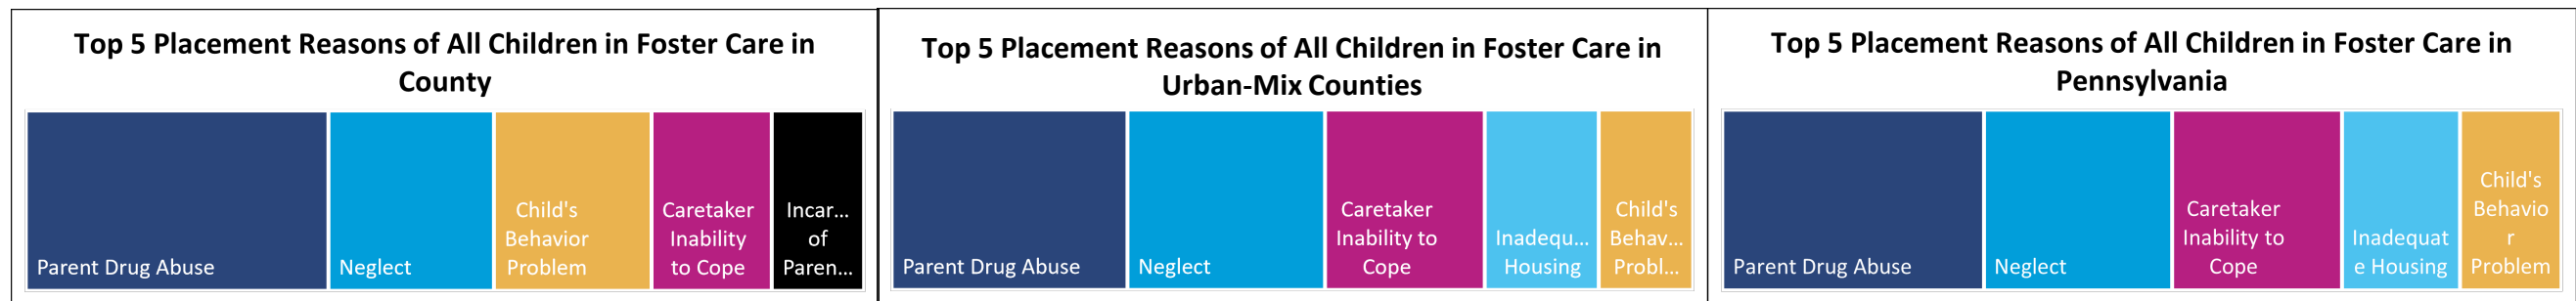 Top 5 Placement Reasons of All Children in Foster Care in
County
Parent Drug Abuse
Neglect
Child's
Behavior
Problem
Caretaker
Inability
to Cope
Incar...
of
Paren...
Top 5 Placement Reasons of All Children in Foster Care in
Urban-Mix Counties
Parent Drug Abuse
Neglect
Caretaker
Inability to
Cope
Inadequ...
Housing
Child's
Behav...
Probl...
Top 5 Placement Reasons of All Children in Foster Care in
Pennsylvania
Parent Drug Abuse
Neglect
Caretaker
Inability to
Cope
Inadequat
e Housing
Child's
Behavio
r
Problem